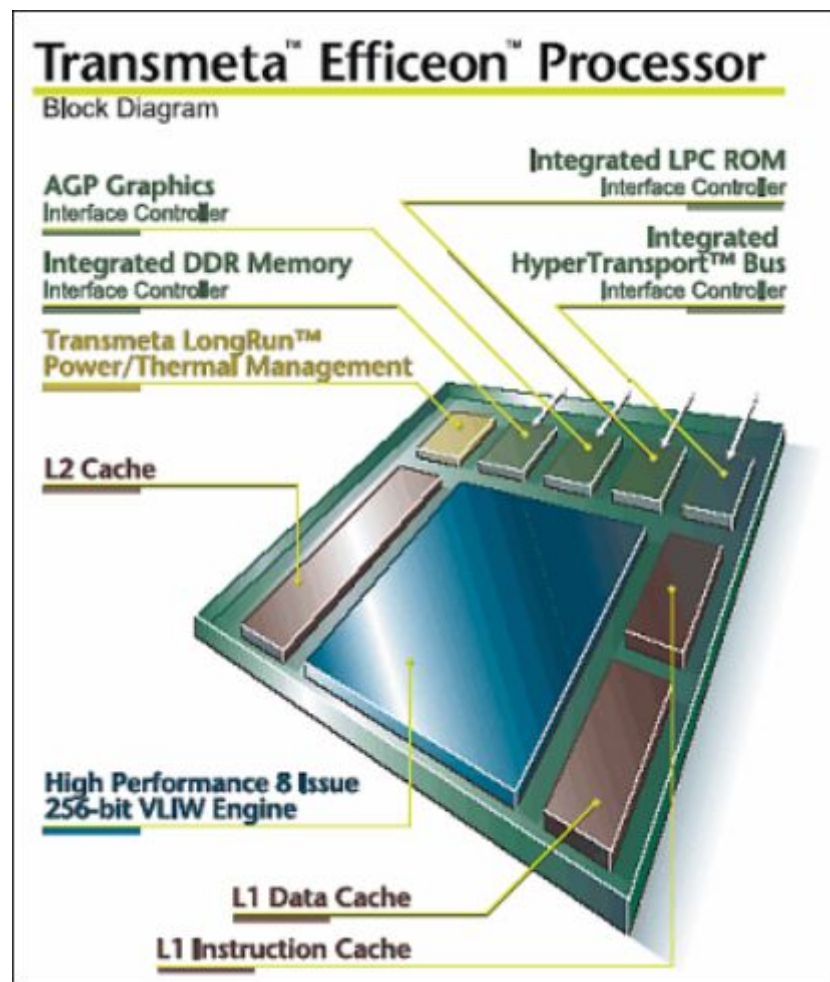 Transmeta™ Efficeon™ Processor
Block Diagram
AGP Graphics
Interface Controller
Integrated DDR Memory
Interface Controller
Transmeta LongRun™
Power/Thermal Management
L2 Cache
Integrated LPC ROM
Interface Controller
Integrated
HyperTransport™ Bus
Interface Controller
High Performance 8 Issue
256-bit VLIW Engine
L1 Data Cache
L1 Instruction Cache